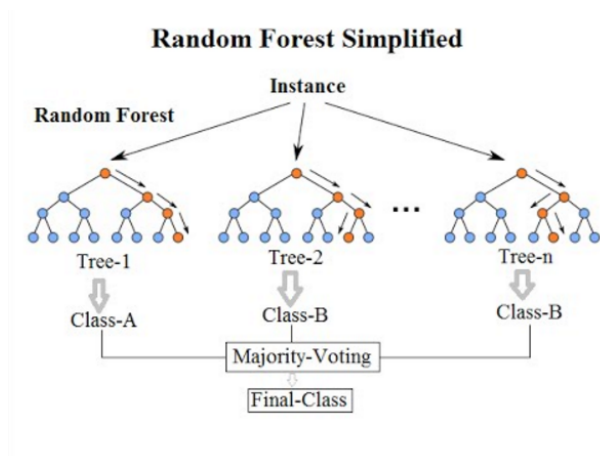 Random Forest Simplified
Instance
Random Forest
...
Tree-1
Tree-2
Tree-n
Class-A
Class-B
Class-B
Majority-Voting
Final-Class